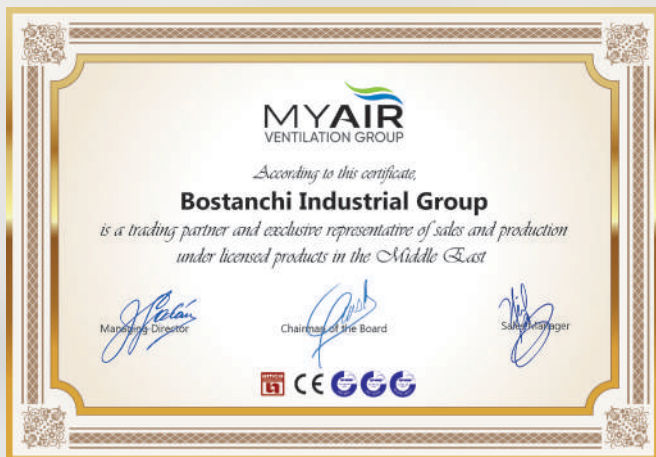 MYAIR
VENTILATION GROUP
According to this certificate,
Bostanchi Industrial Group
is a trading partner and exclusive representative of sales and production
under licensed products in the Middle East
Managing Director
Chairman of the Board
Sales Manager
CE